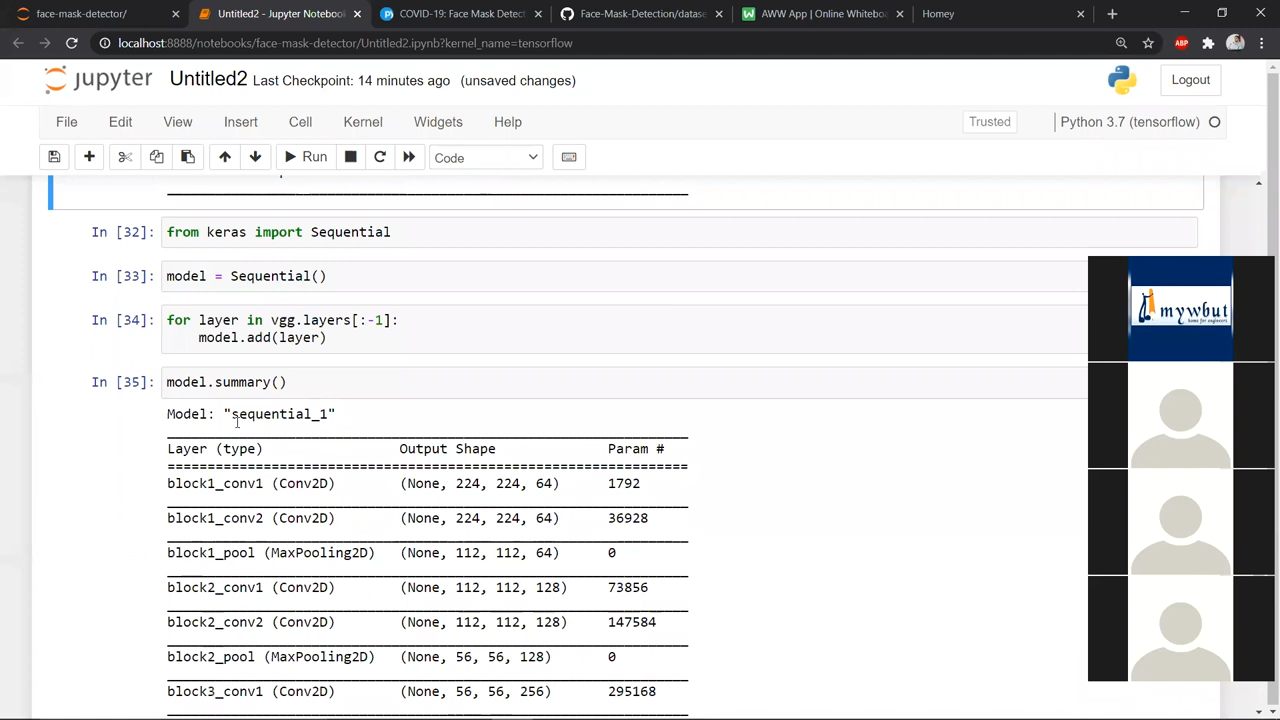 face-mask-detector/
Untitled2 - Jupyter Notebook
COVID-19: Face Mask Detect
Face-Mask-Detection/datase
AWW App | Online Whiteboa
Homey
localhost:8888/notebooks/face-mask-detector/Untitled2.ipynb?kernel_name=tensorflow
ABP
jupyter Untitled2 Last Checkpoint: 14 minutes ago (unsaved changes)
Logout
File Edit View Insert Cell Kernel Widgets Help
Trusted
Python 3.7 (tensorflow)
Run
Code
In [32]: from keras import Sequential
In [33]: model = Sequential()
In [34]: for layer in vgg.layers[:-1]:
model.add(layer)
In [35]: model.summary()
Model: "sequential_1"
Layer (type) Output Shape Param #
block1_conv1 (Conv2D) (None, 224, 224, 64) 1792
block1_conv2 (Conv2D) (None, 224, 224, 64) 36928
block1_pool (MaxPooling2D) (None, 112, 112, 64) 0
block2_conv1 (Conv2D) (None, 112, 112, 128) 73856
block2_conv2 (Conv2D) (None, 112, 112, 128) 147584
block2_pool (MaxPooling2D) (None, 56, 56, 128) 0
block3_conv1 (Conv2D) (None, 56, 56, 256) 295168
mywbut
home for engineers